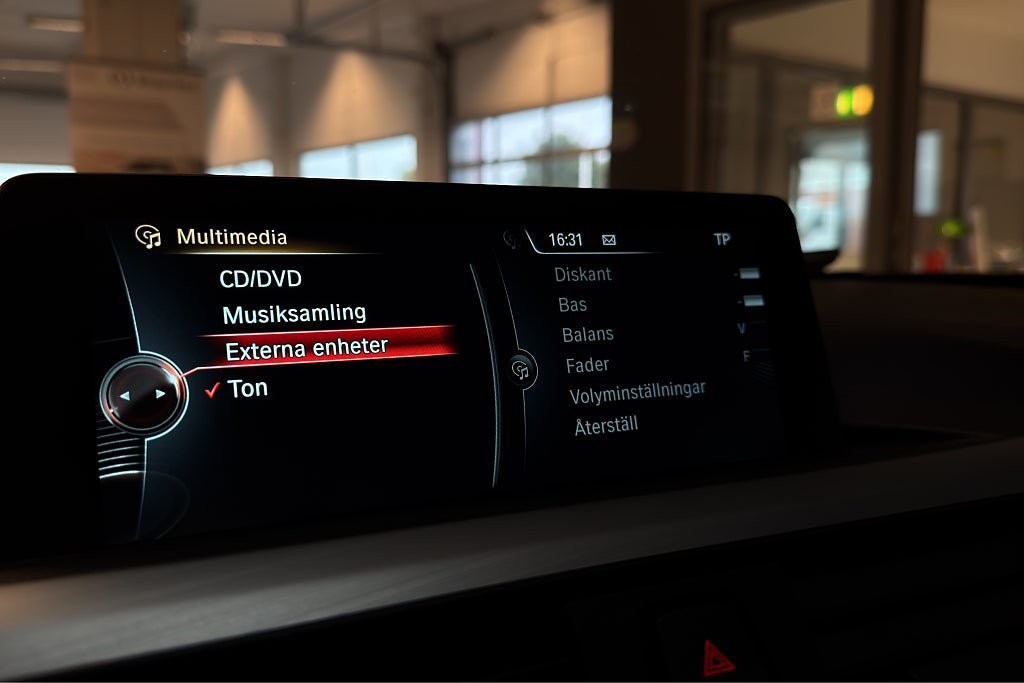 Multimedia
CD/DVD
Musiksamling
Externa enheter
Ton
16:31 TP
Diskant
Bas
Balans V
Fader F
Volyminställningar
Återställ